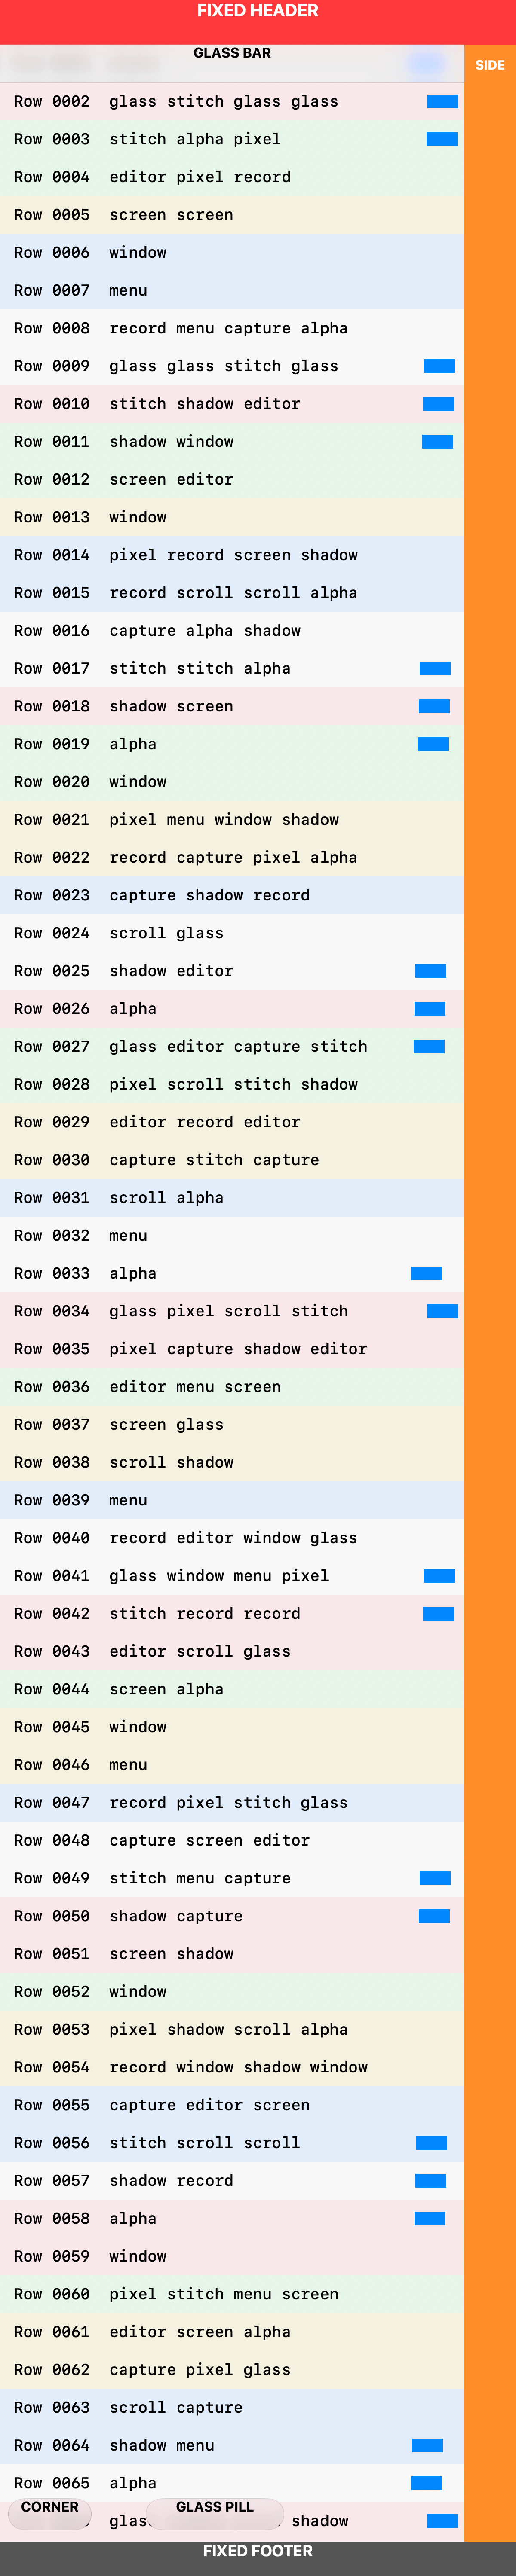 FIXED HEADER
GLASS BAR
SIDE
Row 0002 glass stitch glass glass
Row 0003 stitch alpha pixel
Row 0004 editor pixel record
Row 0005 screen screen
Row 0006 window
Row 0007 menu
Row 0008 record menu capture alpha
Row 0009 glass glass stitch glass
Row 0010 stitch shadow editor
Row 0011 shadow window
Row 0012 screen editor
Row 0013 window
Row 0014 pixel record screen shadow
Row 0015 record scroll scroll alpha
Row 0016 capture alpha shadow
Row 0017 stitch stitch alpha
Row 0018 shadow screen
Row 0019 alpha
Row 0020 window
Row 0021 pixel menu window shadow
Row 0022 record capture pixel alpha
Row 0023 capture shadow record
Row 0024 scroll glass
Row 0025 shadow editor
Row 0026 alpha
Row 0027 glass editor capture stitch
Row 0028 pixel scroll stitch shadow
Row 0029 editor record editor
Row 0030 capture stitch capture
Row 0031 scroll alpha
Row 0032 menu
Row 0033 alpha
Row 0034 glass pixel scroll stitch
Row 0035 pixel capture shadow editor
Row 0036 editor menu screen
Row 0037 screen glass
Row 0038 scroll shadow
Row 0039 menu
Row 0040 record editor window glass
Row 0041 glass window menu pixel
Row 0042 stitch record record
Row 0043 editor scroll glass
Row 0044 screen alpha
Row 0045 window
Row 0046 menu
Row 0047 record pixel stitch glass
Row 0048 capture screen editor
Row 0049 stitch menu capture
Row 0050 shadow capture
Row 0051 screen shadow
Row 0052 window
Row 0053 pixel shadow scroll alpha
Row 0054 record window shadow window
Row 0055 capture editor screen
Row 0056 stitch scroll scroll
Row 0057 shadow record
Row 0058 alpha
Row 0059 window
Row 0060 pixel stitch menu screen
Row 0061 editor screen alpha
Row 0062 capture pixel glass
Row 0063 scroll capture
Row 0064 shadow menu
Row 0065 alpha
CORNER GLASS PILL
shadow
FIXED FOOTER